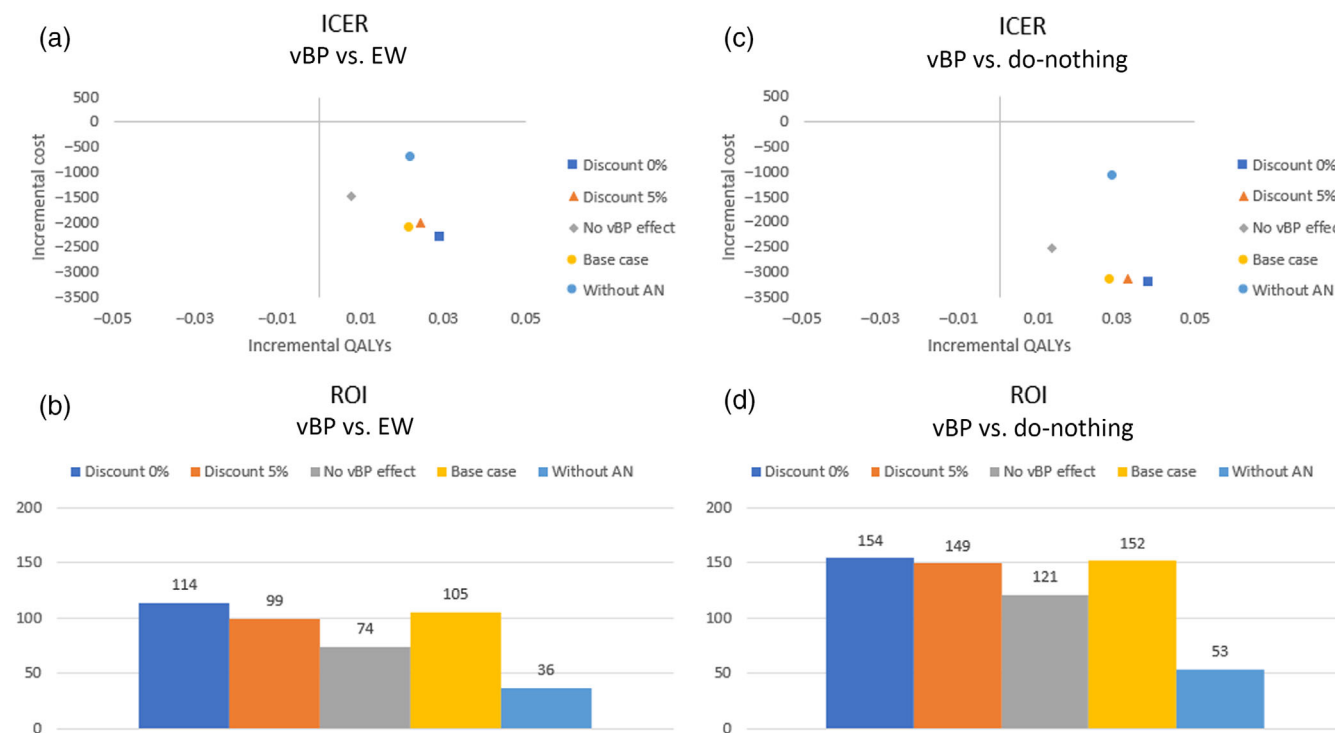 (a)
ICER
vBP vs. EW
500
0
−500
−1000
−1500
−2000
−2500
−3000
−3500
Incremental cost
−0.05
−0.03
−0.01
0.01
0.03
0.05
Incremental QALYs
Discount 0%
Discount 5%
No vBP effect
Base case
Without AN
(c)
ICER
vBP vs. do-nothing
500
0
−500
−1000
−1500
−2000
−2500
−3000
−3500
Incremental cost
−0.05
−0.03
−0.01
0.01
0.03
0.05
Incremental QALYs
Discount 0%
Discount 5%
No vBP effec
Base case
Without AN
(b)
ROI
vBP vs. EW
Discount 0% Discount 5% No vBP effect Base case Without AN
200
150
100
50
0
114
99
74
105
36
(d)
ROI
vBP vs. do-nothing
Discount 0% Discount 5% No vBP effect Base case Without AN
200
150
100
50
0
154
149
121
152
53